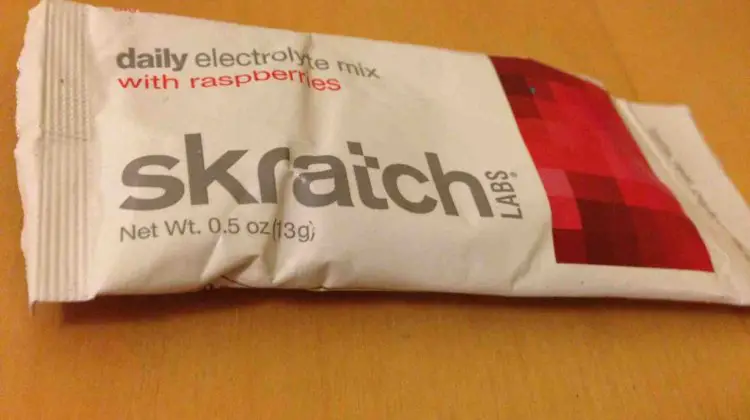 daily electrolyte mix
with raspberries
skratch
LABS®
Net Wt. 0.5 oz (13g)